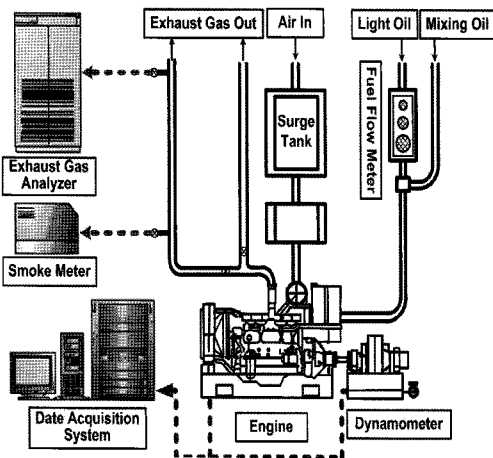 Exhaust Gas Out
Air In
Light Oil
Mixing Oil
Surge
Tank
Fuel Flow Meter
Exhaust Gas
Analyzer
Smoke Meter
Date Acquisition
System
Engine
Dynamometer